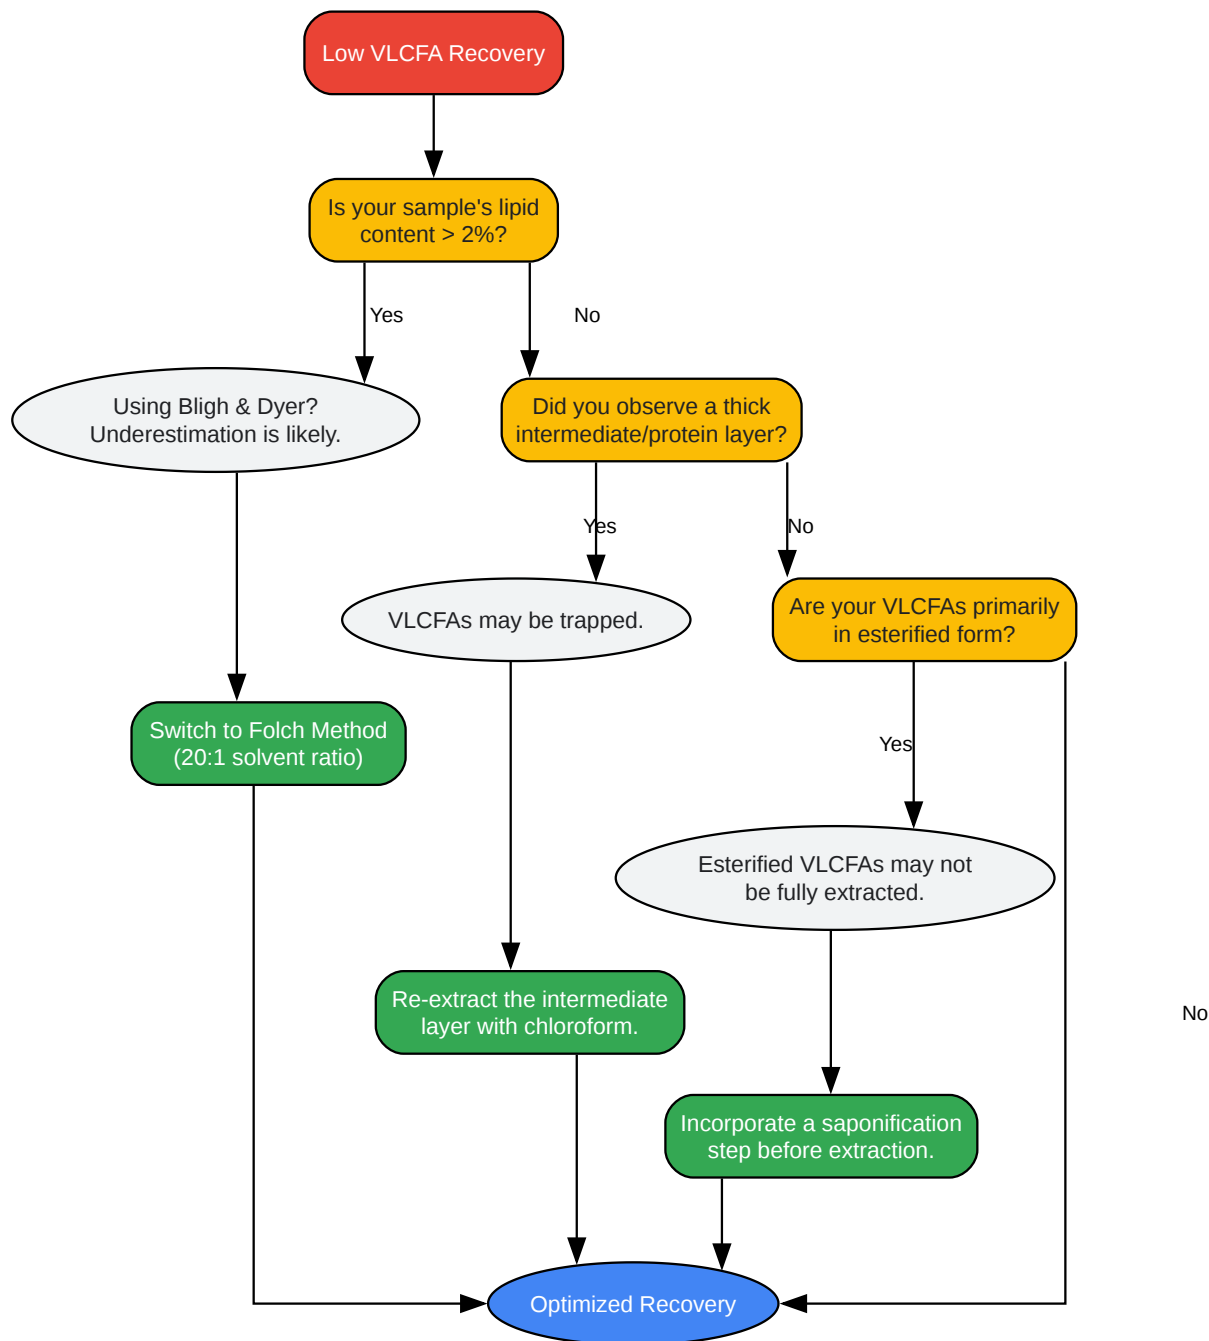 Low VLCFA Recovery
Is your sample's lipid
content > 2%?
Yes
No
Using Bligh & Dyer?
Underestimation is likely.
Did you observe a thick
intermediate/protein layer?
Yes
No
VLCFAs may be trapped.
Are your VLCFAs primarily
in esterified form?
Switch to Folch Method
(20:1 solvent ratio)
Yes
Esterified VLCFAs may not
be fully extracted.
Re-extract the intermediate
layer with chloroform.
No
Incorporate a saponification
step before extraction.
Optimized Recovery